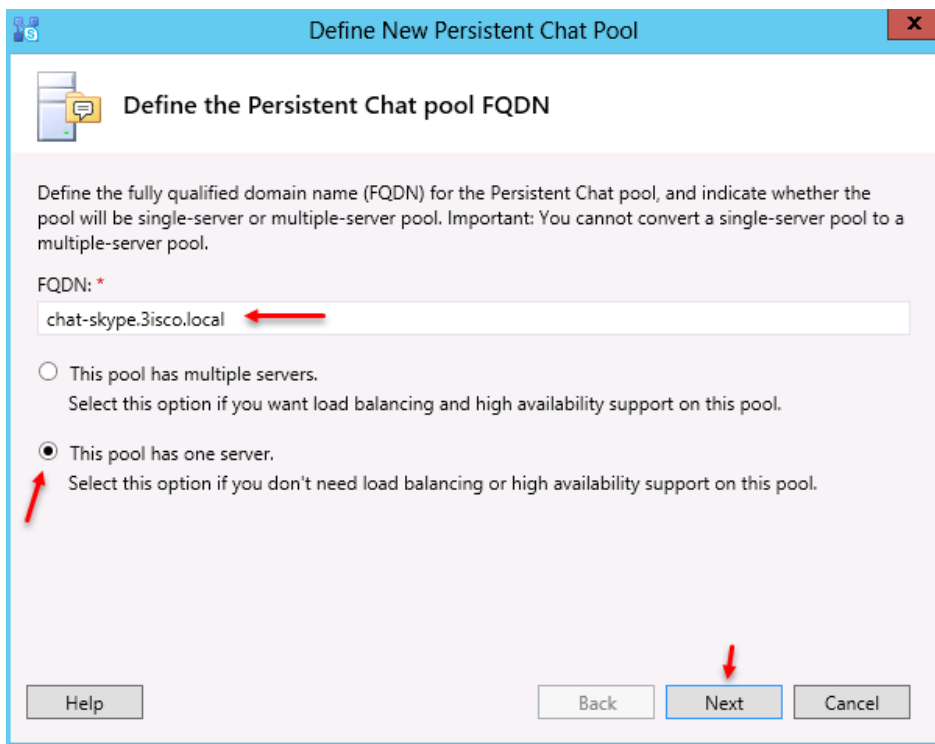 Define New Persistent Chat Pool
x
Define the Persistent Chat pool FQDN
Define the fully qualified domain name (FQDN) for the Persistent Chat pool, and indicate whether the
pool will be single-server or multiple-server pool. Important: You cannot convert a single-server pool to a
multiple-server pool.
FQDN: *
chat-skype.3isco.local
This pool has multiple servers.
Select this option if you want load balancing and high availability support on this pool.
This pool has one server.
Select this option if you don't need load balancing or high availability support on this pool.
Help
Back
Next
Cancel